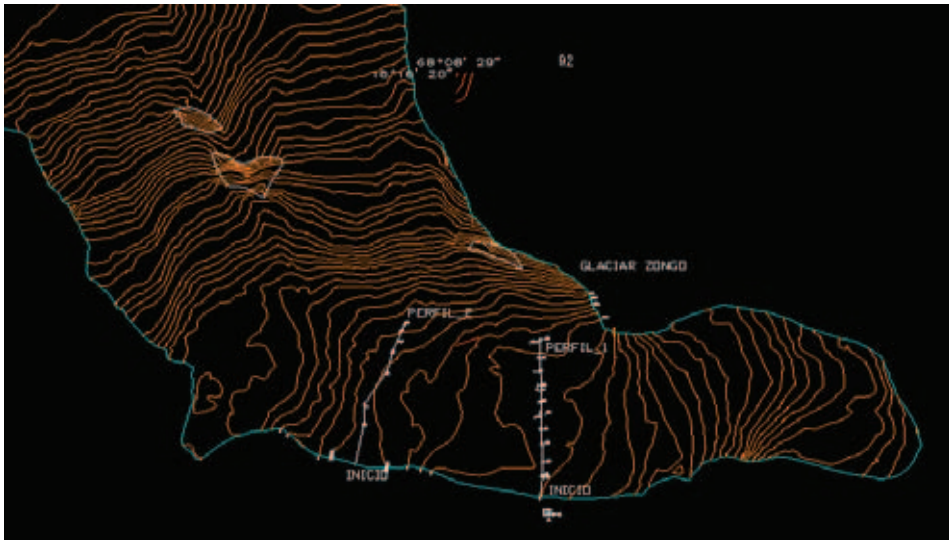 68°08' 29"
16°16' 20"
92
GLACIAR ZONGO
PERFIL 2
PERFIL 1
INICIO
INICIO